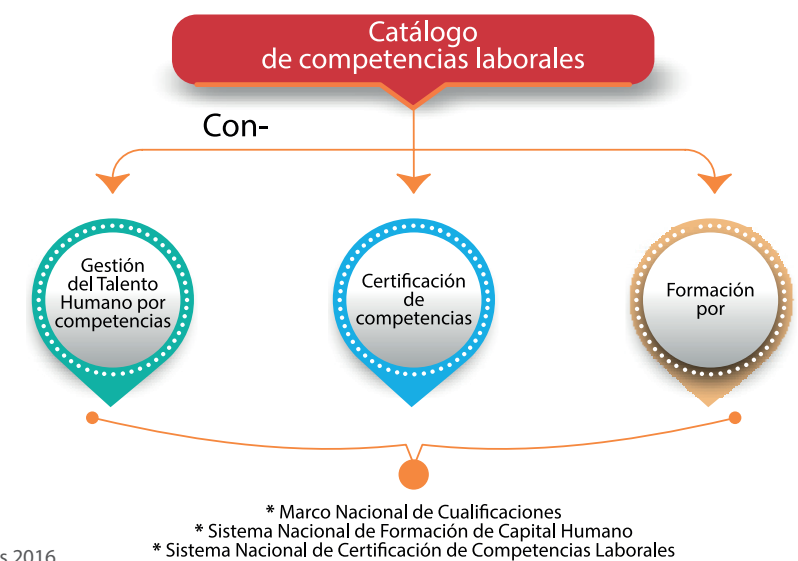 Catálogo
de competencias laborales
Con-
Gestión
del Talento
Humano por
competencias
Certificación
de
competencias
Formación
por
* Marco Nacional de Cualificaciones
* Sistema Nacional de Formación de Capital Humano
* Sistema Nacional de Certificación de Competencias Laborales
s 2016